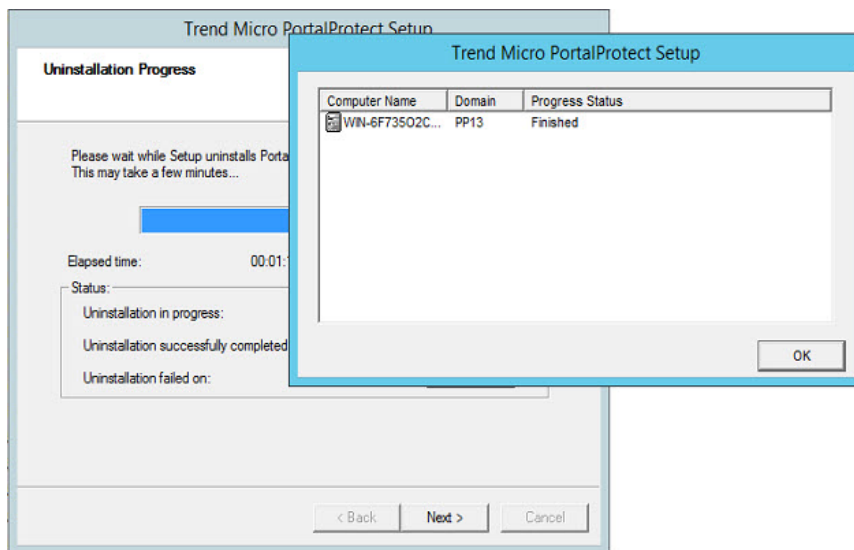 Trend Micro PortalProtect Setup
Uninstallation Progress
Please wait while Setup uninstalls
This may take a few minutes...
Elapsed time: 00:01:
Status:
Uninstallation in progress:
Uninstallation successfully completed
Uninstallation failed on:
< Back Next > Cancel
Trend Micro PortalProtect Setup
Computer Name Domain Progress Status
WIN-6F735O2C... PP13 Finished
OK